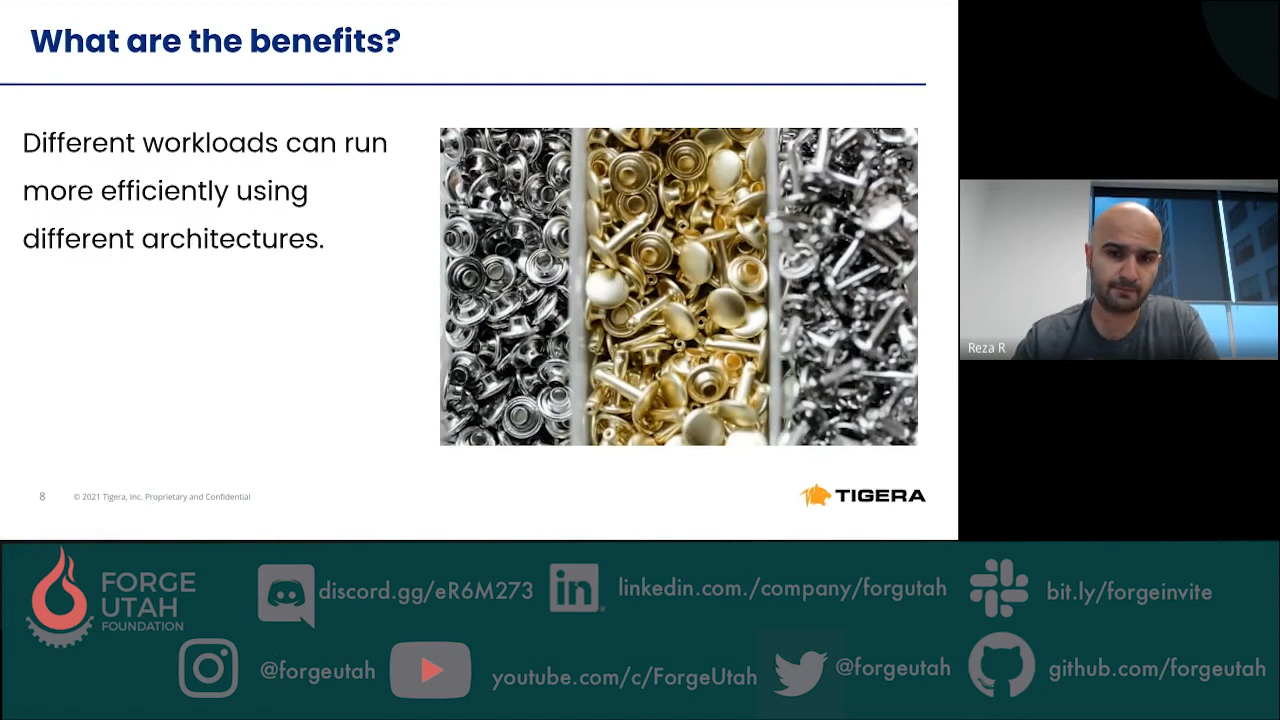 What are the benefits?
Different workloads can run
more efficiently using
different architectures.
8
© 2021 Tigera, inc. Proprietary and Confidential
TIGERA
Reza R
FORGE
UTAH
FOUNDATION
discord.gg/eR6M273
linkedin.com./company/forgutah
bit.ly/forgeinvite
@forgeutah
youtube.com/c/ForgeUtah
@forgeutah
github.com/forgeutah